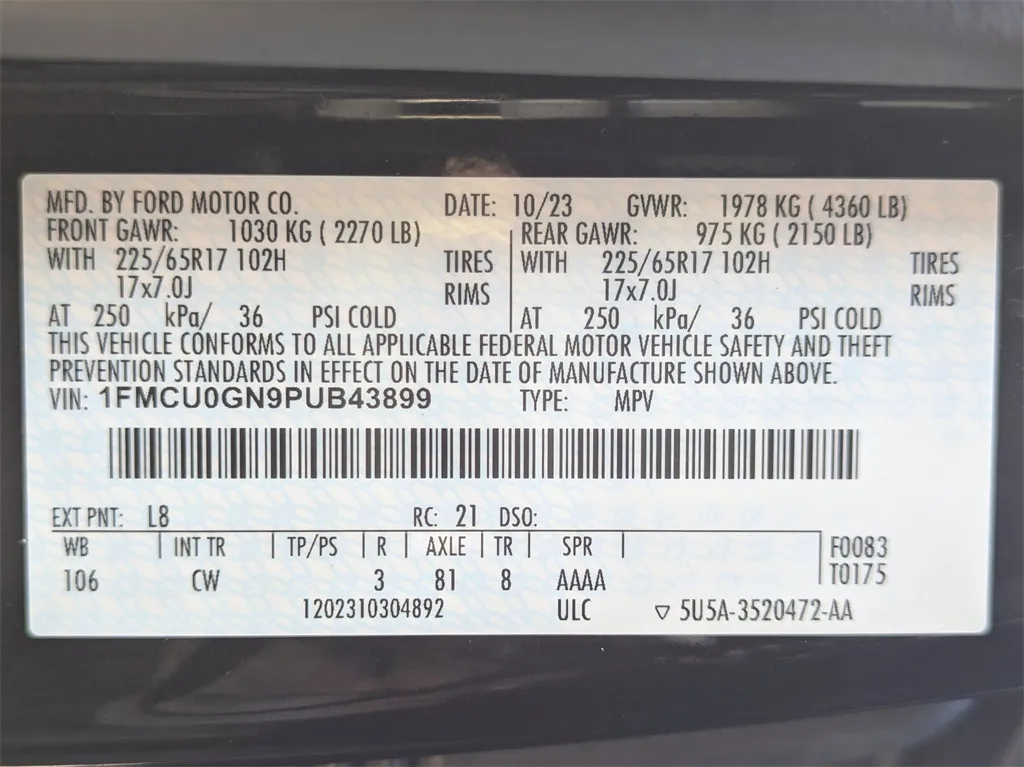 MFD. BY FORD MOTOR CO. DATE: 10/23 GVWR: 1978 KG ( 4360 LB)
FRONT GAWR: 1030 KG ( 2270 LB) REAR GAWR: 975 KG ( 2150 LB)
WITH 225/65R17 102H TIRES WITH 225/65R17 102H TIRES
17x7.0J RIMS 17x7.0J RIMS
AT 250 kPa/ 36 PSI COLD AT 250 kPa/ 36 PSI COLD
THIS VEHICLE CONFORMS TO ALL APPLICABLE FEDERAL MOTOR VEHICLE SAFETY AND THEFT
PREVENTION STANDARDS IN EFFECT ON THE DATE OF MANUFACTURE SHOWN ABOVE.
VIN: 1FMCU0GN9PUB43899 TYPE: MPV
EXT PNT: L8 RC: 21 DSO:
WB INT TR TP/PS R AXLE TR SPR F0083
106 CW 3 81 8 AAAA T0175
1202310304892 ULC ▽ 5U5A-3520472-AA